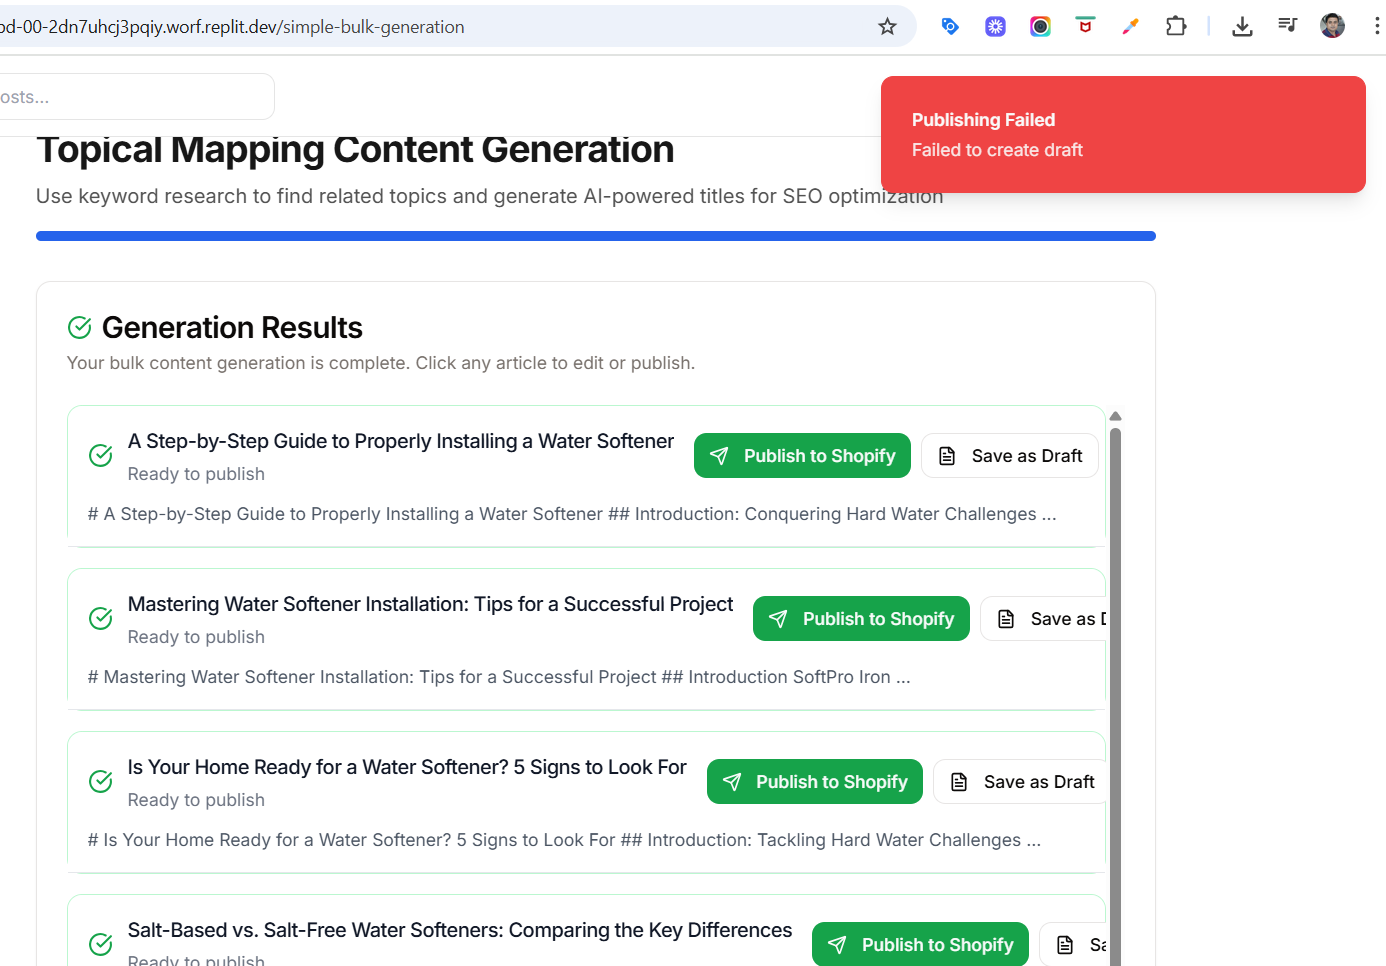 od-00-2dn7uhcj3pqiy.worf.replit.dev/simple-bulk-generation
osts...
Publishing Failed
Failed to create draft
Topical Mapping Content Generation
Use keyword research to find related topics and generate AI-powered titles for SEO optimization
Generation Results
Your bulk content generation is complete. Click any article to edit or publish.
A Step-by-Step Guide to Properly Installing a Water Softener
Publish to Shopify
Save as Draft
Ready to publish
# A Step-by-Step Guide to Properly Installing a Water Softener ## Introduction: Conquering Hard Water Challenges ...
Mastering Water Softener Installation: Tips for a Successful Project
Publish to Shopify
Save as D
Ready to publish
# Mastering Water Softener Installation: Tips for a Successful Project ## Introduction SoftPro Iron ...
Is Your Home Ready for a Water Softener? 5 Signs to Look For
Publish to Shopify
Save as Draft
Ready to publish
# Is Your Home Ready for a Water Softener? 5 Signs to Look For ## Introduction: Tackling Hard Water Challenges ...
Salt-Based vs. Salt-Free Water Softeners: Comparing the Key Differences
Publish to Shopify
Sa
Ready to publish